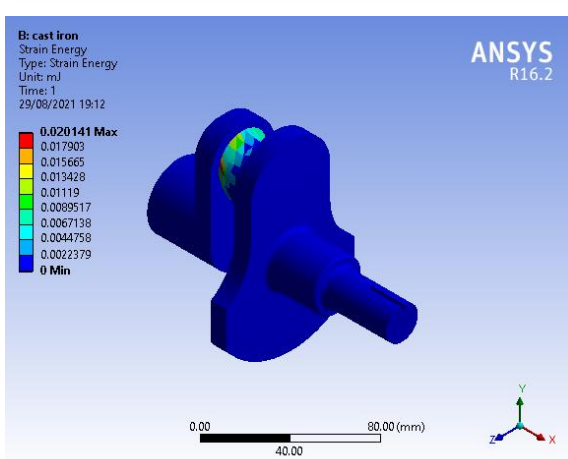 B: cast iron
Strain Energy
Type: Strain Energy
Unit: mJ
Time: 1
29/08/2021 19:12
ANSYS
R16.2
0.020141 Max
0.017903
0.015665
0.013428
0.01119
0.0089517
0.0067138
0.0044758
0.0022379
0 Min
0.00
80.00 (mm)
40.00
Y
Z
X